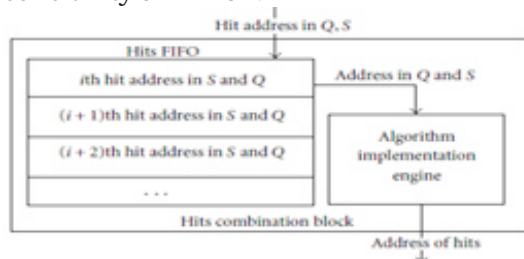 Hit address in Q, S
Hits FIFO
ith hit address in S and Q
Address in Q and S
(i + 1)th hit address in S and Q
(i + 2)th hit address in S and Q
Algorithm
implementation
engine
. . .
Hits combination block
Address of hits